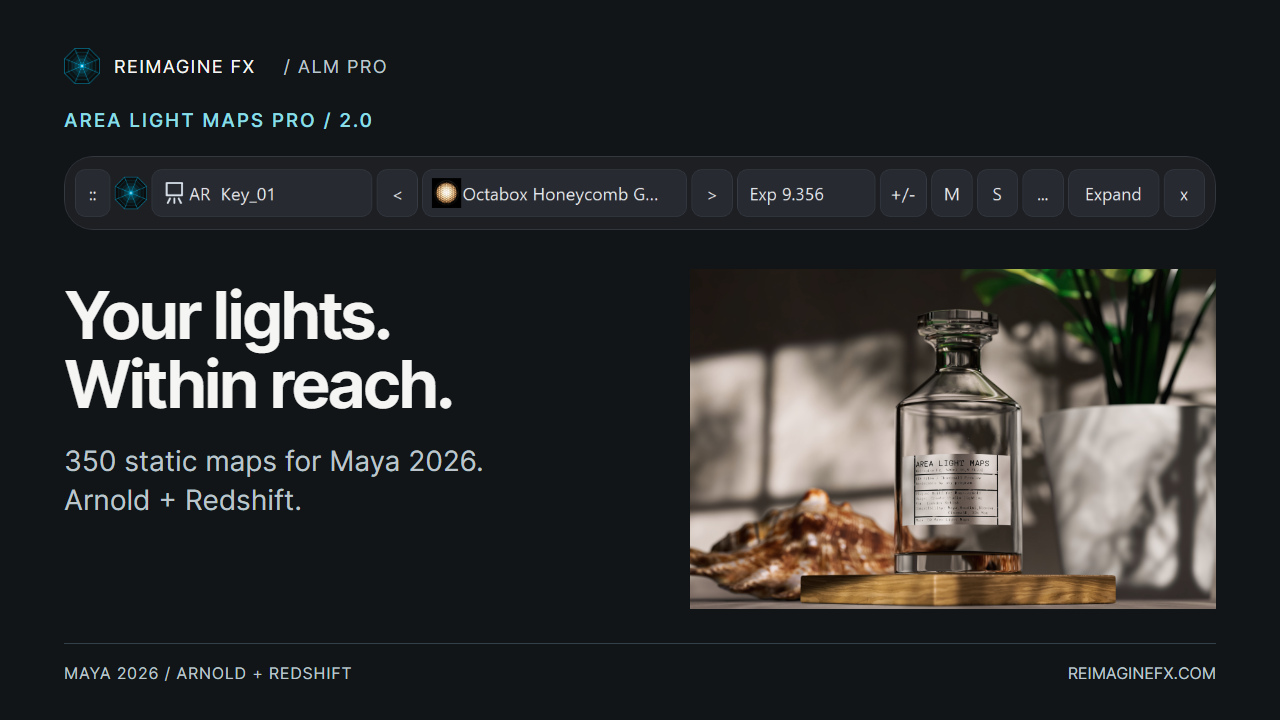 REIMAGINE FX / ALM PRO
AREA LIGHT MAPS PRO / 2.0
:: AR Key_01 < Octabox Honeycomb G... > Exp 9.356 +/- M S ... Expand x
Your lights.
Within reach.
350 static maps for Maya 2026.
Arnold + Redshift.
AREA LIGHT MAPS
MAYA 2026 / ARNOLD + REDSHIFT
REIMAGINEFX.COM